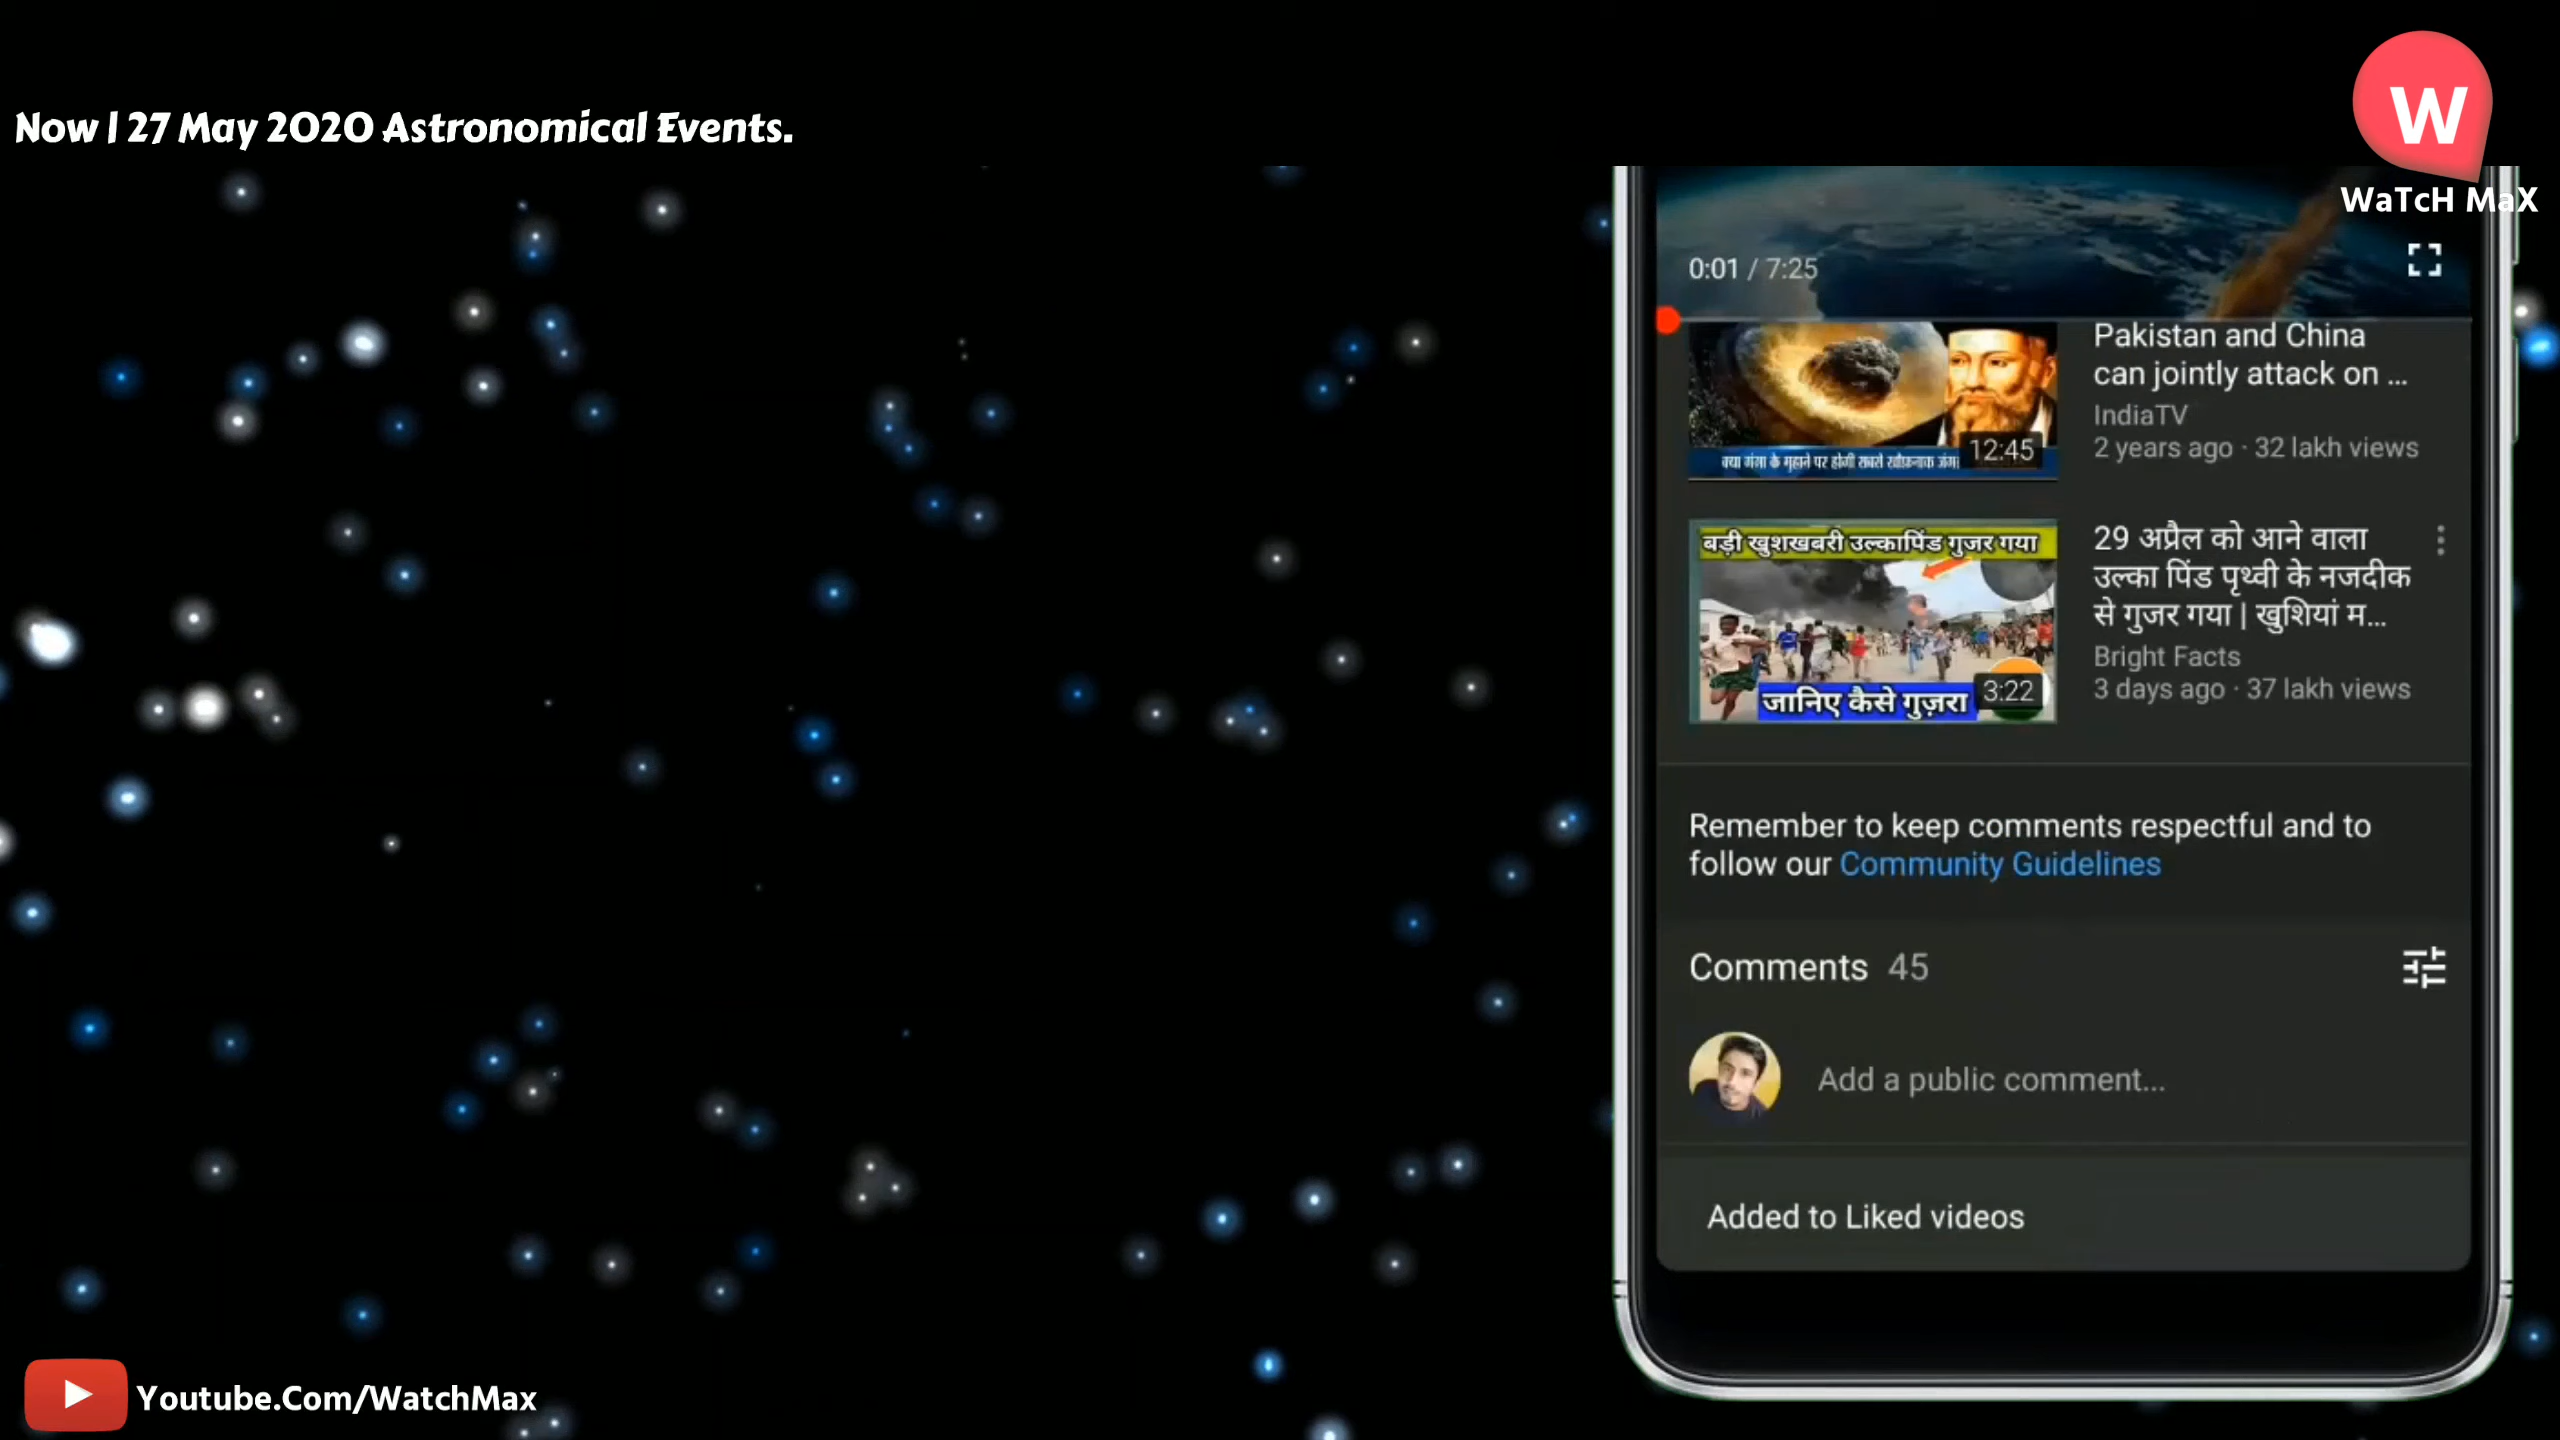 Now | 27 May 2020 Astronomical Events.
W
WaTcH MaX
0:01 / 7:25
Pakistan and China
can jointly attack on ...
IndiaTV
2 years ago · 32 lakh views
12:45
क्या गंगा के मुहाने पर होगी सबसे खौफ़नाक जंग
बड़ी खुशखबरी उल्कापिंड गुजर गया
जानिए कैसे गुज़रा
3:22
29 अप्रैल को आने वाला
उल्का पिंड पृथ्वी के नजदीक
से गुजर गया | खुशियां म...
Bright Facts
3 days ago · 37 lakh views
Remember to keep comments respectful and to
follow our Community Guidelines
Comments 45
Add a public comment...
Added to Liked videos
Youtube.Com/WatchMax